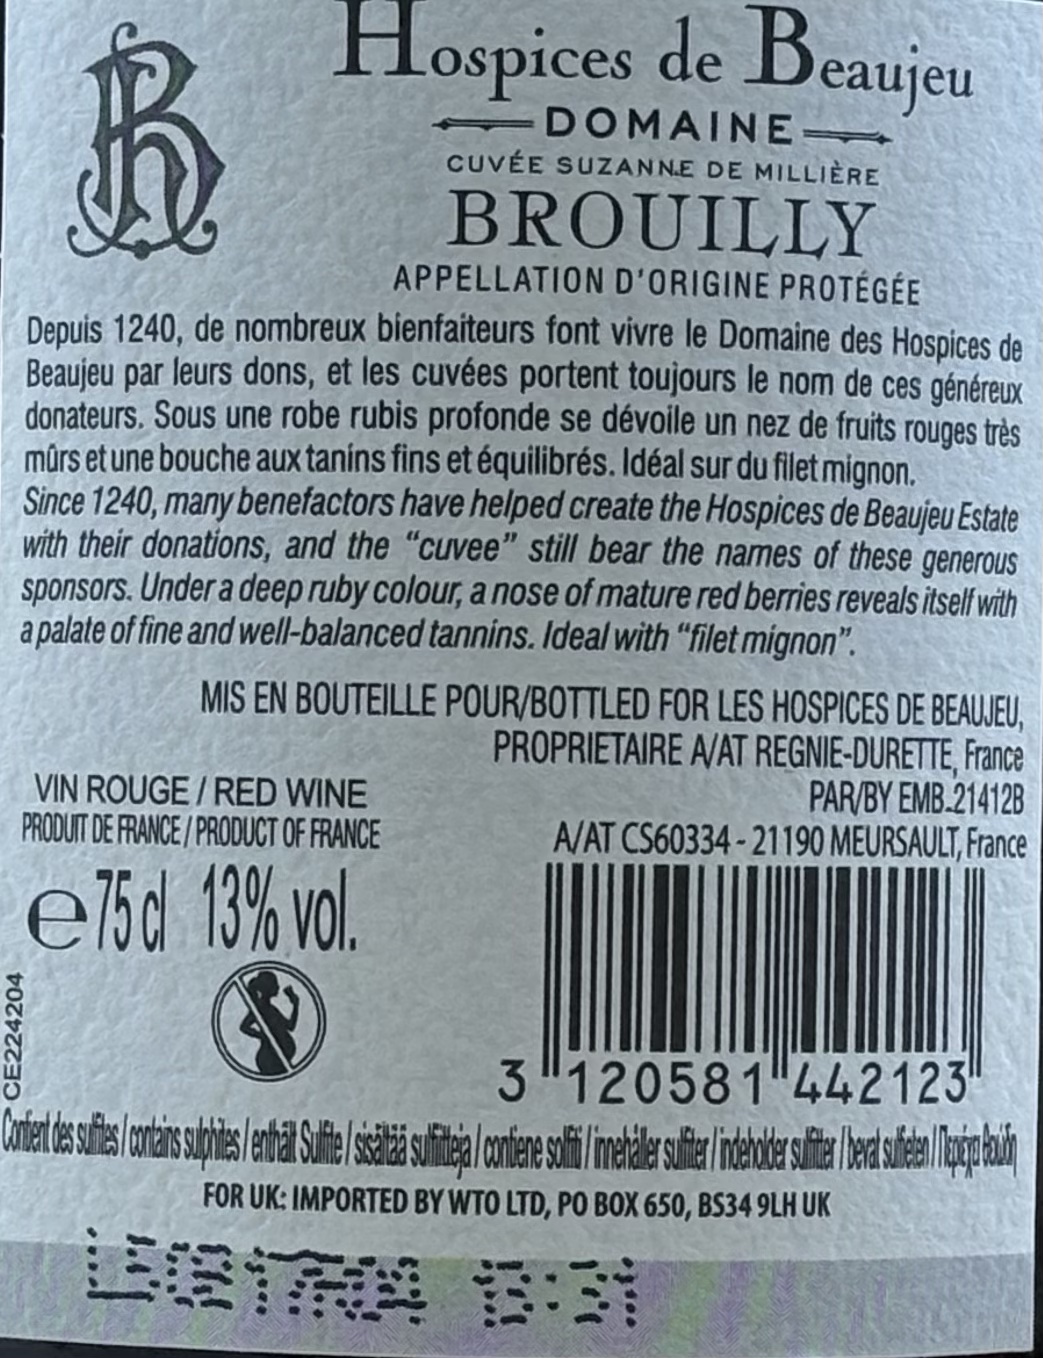 Hospices de Beaujeu
DOMAINE
CUVÉE SUZANNE DE MILLIÈRE
BROUILLY
APPELLATION D'ORIGINE PROTÉGÉE
Depuis 1240, de nombreux bienfaiteurs font vivre le Domaine des Hospices de
Beaujeu par leurs dons, et les cuvées portent toujours le nom de ces généreux
donateurs. Sous une robe rubis profonde se dévoile un nez de fruits rouges très
mûrs et une bouche aux tanins fins et équilibrés. Idéal sur du filet mignon.
Since 1240, many benefactors have helped create the Hospices de Beaujeu Estate
with their donations, and the “cuvee” still bear the names of these generous
sponsors. Under a deep ruby colour, a nose of mature red berries reveals itself with
a palate of fine and well-balanced tannins. Ideal with “filet mignon”.
MIS EN BOUTEILLE POUR/BOTTLED FOR LES HOSPICES DE BEAUJEU,
PROPRIETAIRE A/AT REGNIE-DURETTE, France
PAR/BY EMB-21412B
A/AT CS60334 - 21190 MEURSAULT, France
VIN ROUGE / RED WINE
PRODUIT DE FRANCE / PRODUCT OF FRANCE
e 75 cl 13% vol.
CE224204
3 120581 442123
Contient des sulfites / contains sulphites / enthält Sulfite / sisältää sulfiitteja / contiene solfiti / innehåller sulfiter / indeholder sulfitter / bevat sulfieten / Περιέχει θειώδη
FOR UK: IMPORTED BY WTO LTD, PO BOX 650, BS34 9LH UK